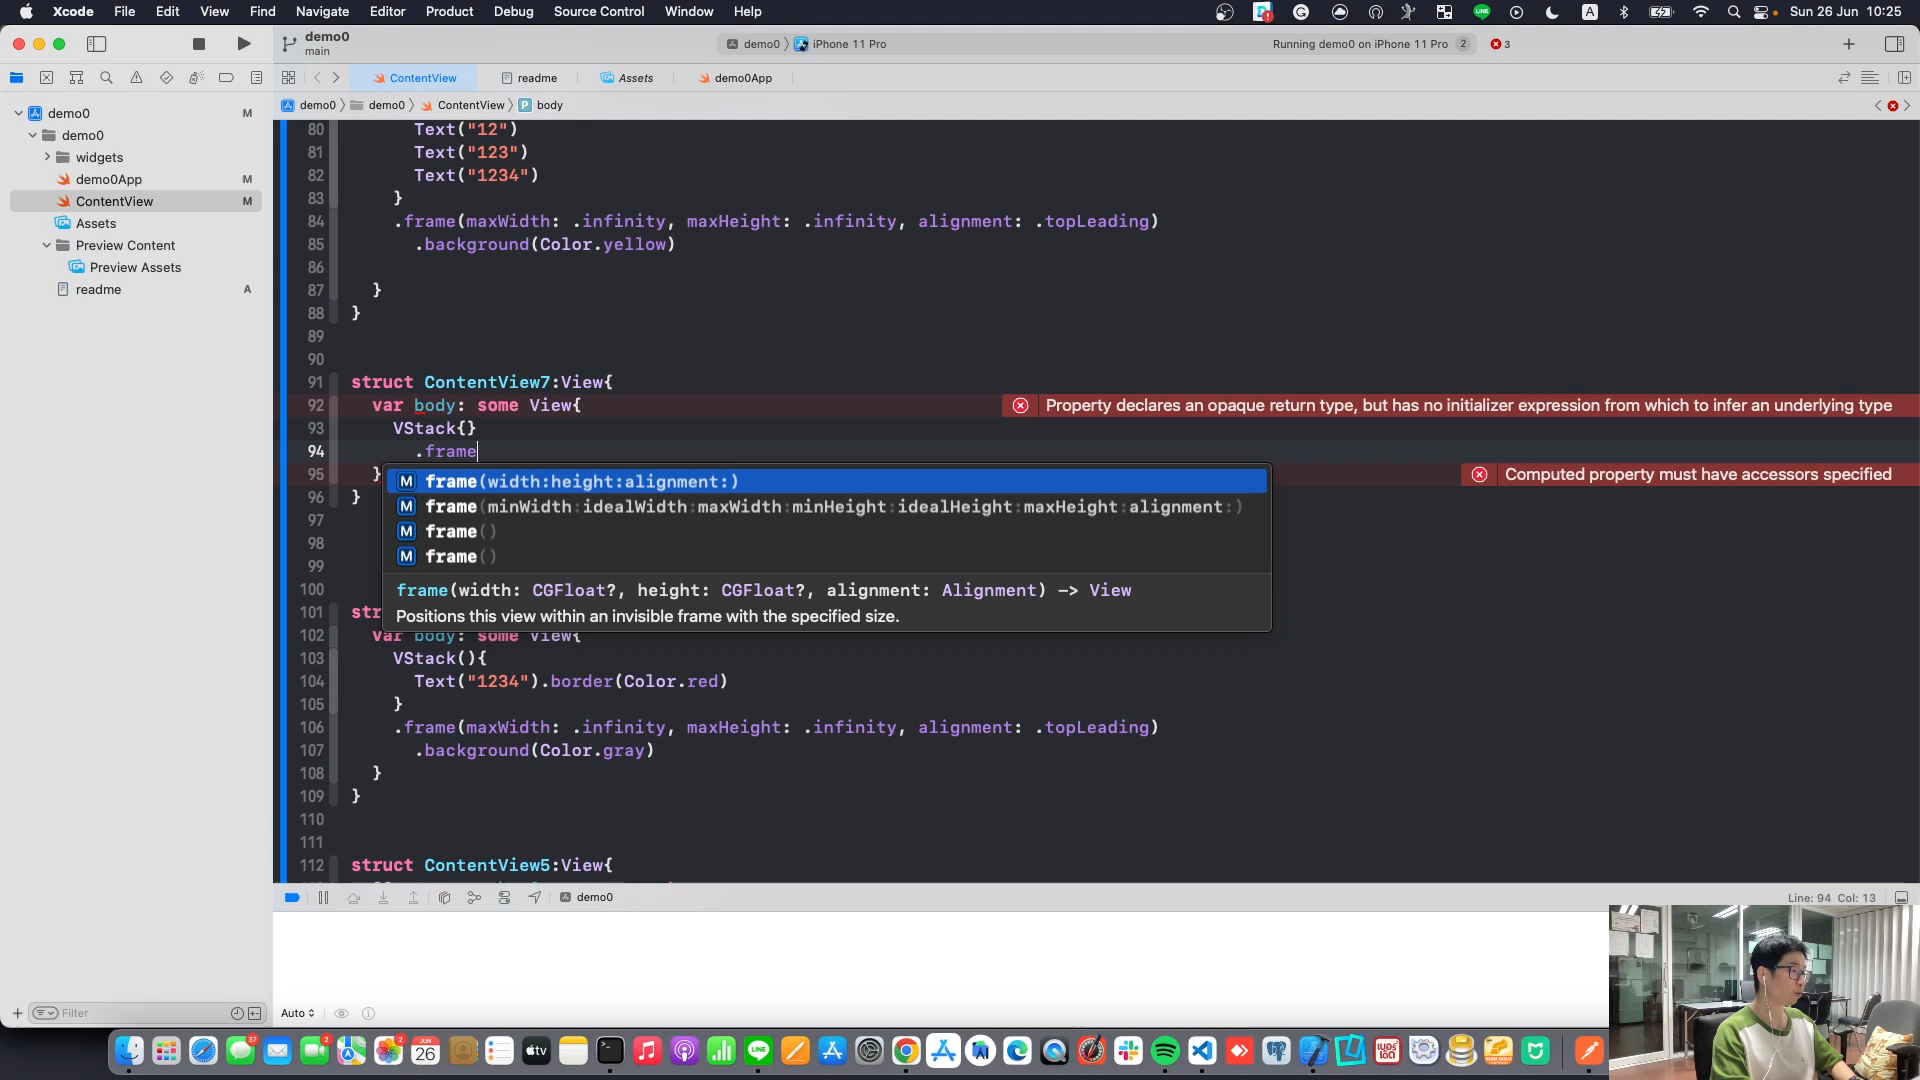 Xcode File Edit View Find Navigate Editor Product Debug Source Control Window Help
A
Sun 26 Jun 10:25
demo0
main
demo0 iPhone 11 Pro
Running demo0 on iPhone 11 Pro 2 3
ContentView readme Assets demo0App
demo0 demo0 ContentView P body
demo0 M
demo0
widgets
demo0App M
ContentView M
Assets
Preview Content
Preview Assets
readme A
80 Text("12")
81 Text("123")
82 Text("1234")
83 }
84 .frame(maxWidth: .infinity, maxHeight: .infinity, alignment: .topLeading)
85 .background(Color.yellow)
86
87 }
88 }
89
90
91 struct ContentView7:View{
92 var body: some View{ Property declares an opaque return type, but has no initializer expression from which to infer an underlying type
93 VStack{}
94 .frame
95 } Computed property must have accessors specified
96 }
97
98
99
100
M frame(width:height:alignment:)
M frame(minWidth:idealWidth:maxWidth:minHeight:idealHeight:maxHeight:alignment:)
M frame()
M frame()
frame(width: CGFloat?, height: CGFloat?, alignment: Alignment) -> View
Positions this view within an invisible frame with the specified size.
101 str
102 var body: some View{
103 VStack(){
104 Text("1234").border(Color.red)
105 }
106 .frame(maxWidth: .infinity, maxHeight: .infinity, alignment: .topLeading)
107 .background(Color.gray)
108 }
109 }
110
111
112 struct ContentView5:View{
demo0
Line: 94 Col: 13
Filter
Auto
37
2
2
JUN
26
tv
LINE